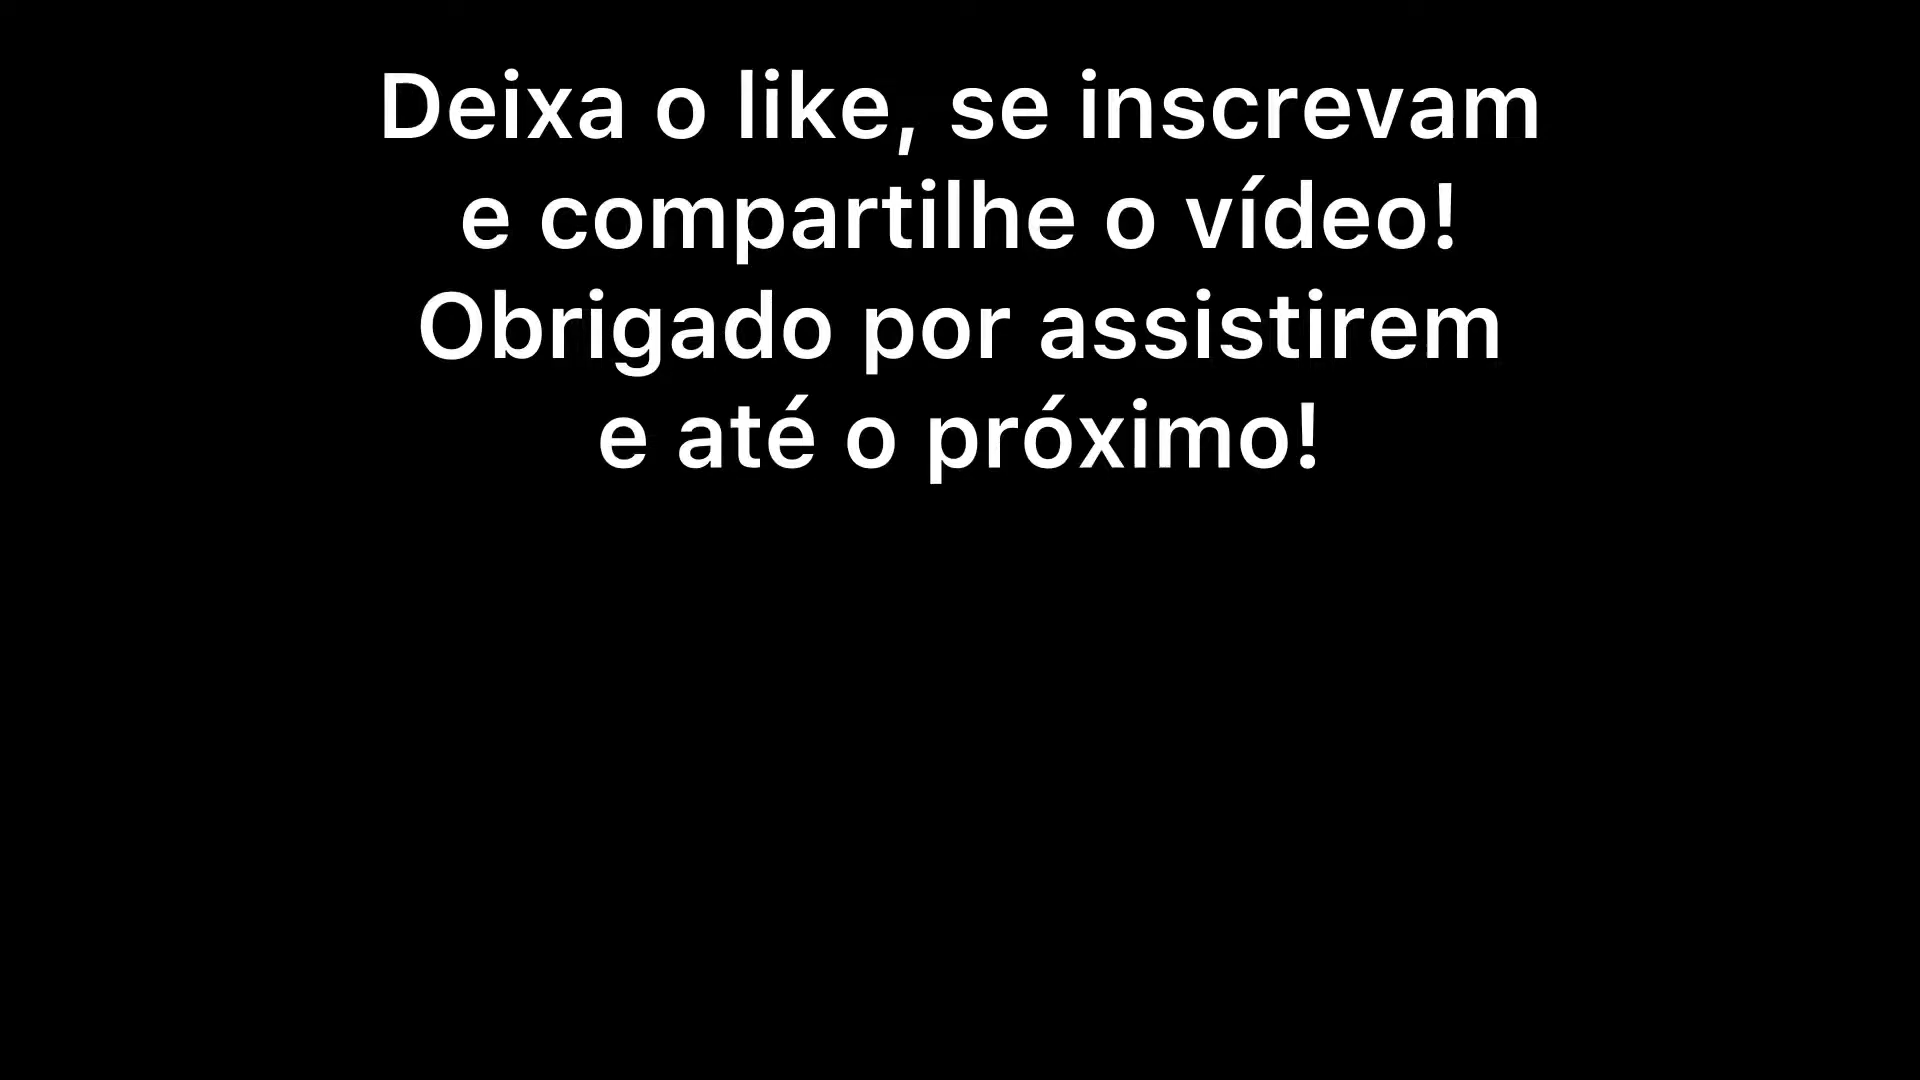 Deixa o like, se inscrevam
e compartilhe o vídeo!
Obrigado por assistirem
e até o próximo!